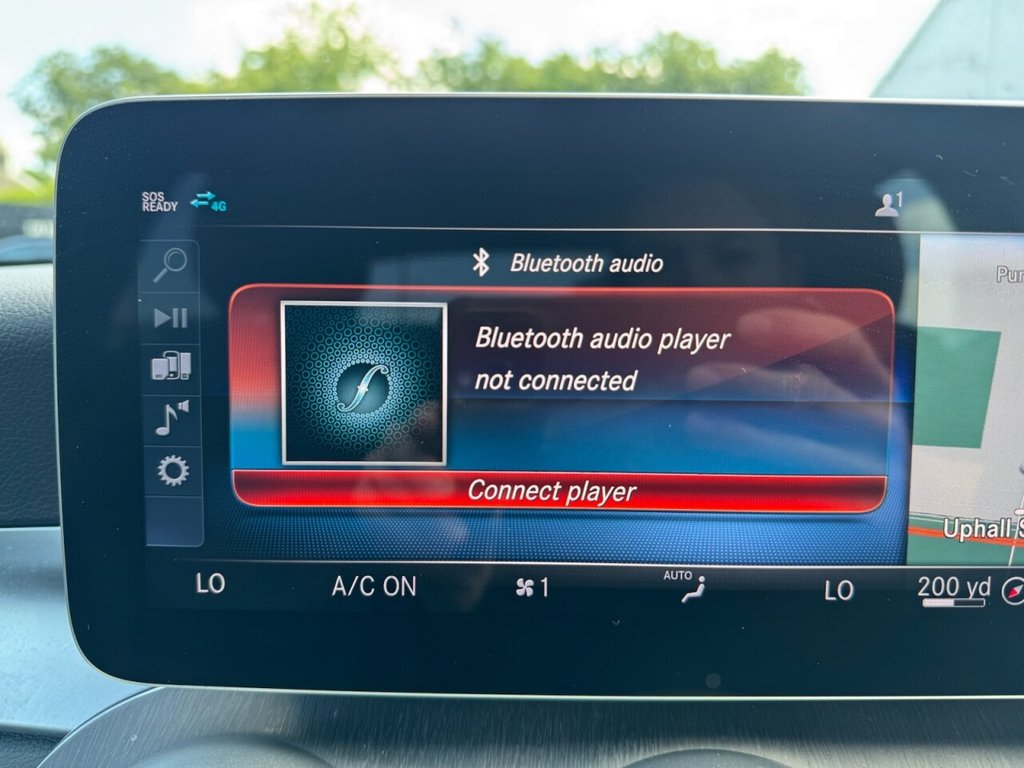 SOS
READY
4G
1
Bluetooth audio
Bluetooth audio player
not connected
Connect player
Uphall
LO
A/C ON
1
AUTO
LO
200 yd